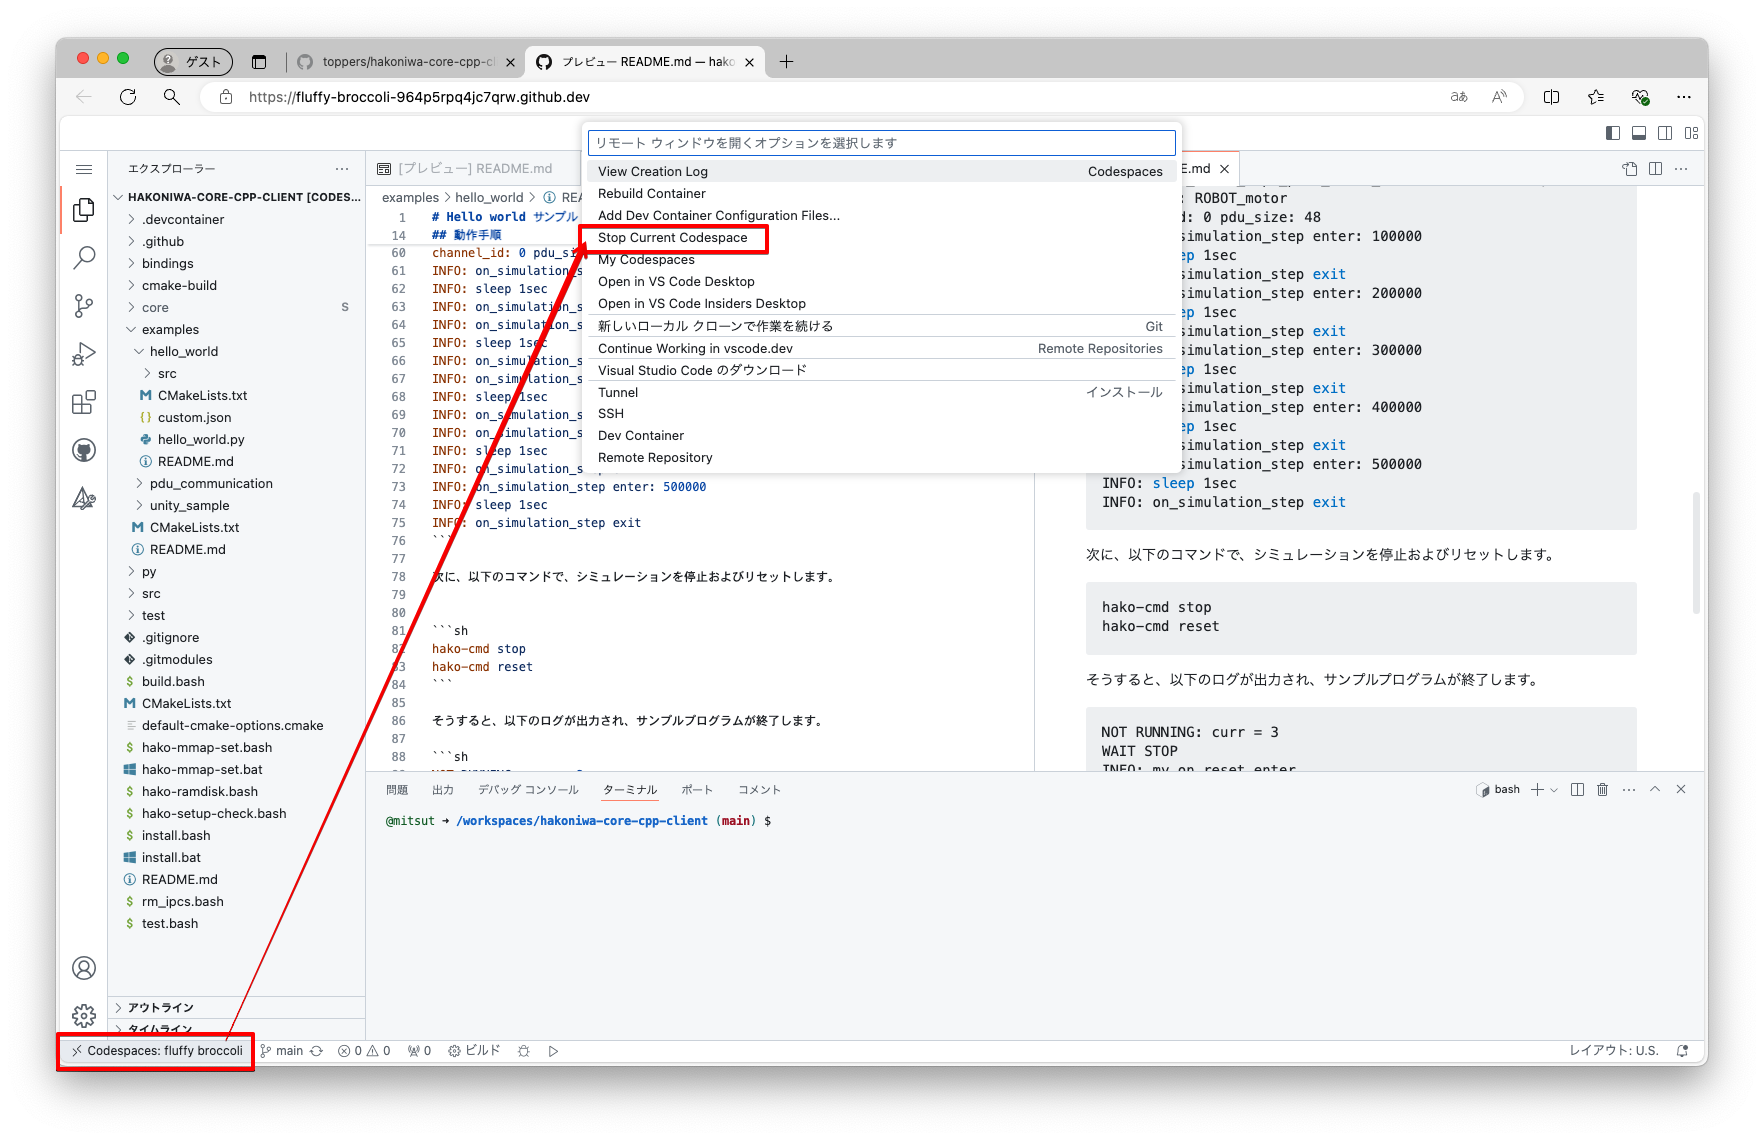 ゲスト
toppers/hakoniwa-core-cpp-cl
プレビュー README.md — hako
https://fluffy-broccoli-964p5rpq4jc7qrw.github.dev
リモート ウィンドウを開くオプションを選択します
View Creation Log Codespaces
Rebuild Container
Add Dev Container Configuration Files...
Stop Current Codespace
My Codespaces
Open in VS Code Desktop
Open in VS Code Insiders Desktop
新しいローカル クローンで作業を続ける Git
Continue Working in vscode.dev Remote Repositories
Visual Studio Code のダウンロード
Tunnel インストール
SSH
Dev Container
Remote Repository
エクスプローラー
HAKONIWA-CORE-CPP-CLIENT [CODES...
.devcontainer
.github
bindings
cmake-build
core S
examples
hello_world
src
CMakeLists.txt
custom.json
hello_world.py
README.md
pdu_communication
unity_sample
CMakeLists.txt
README.md
py
src
test
.gitignore
.gitmodules
build.bash
CMakeLists.txt
default-cmake-options.cmake
hako-mmap-set.bash
hako-mmap-set.bat
hako-ramdisk.bash
hako-setup-check.bash
install.bash
install.bat
README.md
rm_ipcs.bash
test.bash
アウトライン
タイムライン
[プレビュー] README.md
examples > hello_world >
1 # Hello world サンプル
14 ## 動作手順
60 channel_id: 0 pdu_si
61 INFO: on_simulation_s
62 INFO: sleep 1sec
63 INFO: on_simulation_s
64 INFO: on_simulation_s
65 INFO: sleep 1sec
66 INFO: on_simulation_s
67 INFO: on_simulation_s
68 INFO: sleep 1sec
69 INFO: on_simulation_s
70 INFO: on_simulation_s
71 INFO: sleep 1sec
72 INFO: on_simulation_s
73 INFO: on_simulation_step enter: 500000
74 INFO: sleep 1sec
75 INFO: on_simulation_step exit
76 ```
77
78 次に、以下のコマンドで、シミュレーションを停止およびリセットします。
79
80
81 ```sh
82 hako-cmd stop
83 hako-cmd reset
84 ```
85
86 そうすると、以下のログが出力され、サンプルプログラムが終了します。
87
88 ```sh
.md
: ROBOT_motor
d: 0 pdu_size: 48
simulation_step enter: 100000
ep 1sec
simulation_step exit
simulation_step enter: 200000
ep 1sec
simulation_step exit
simulation_step enter: 300000
ep 1sec
simulation_step exit
simulation_step enter: 400000
ep 1sec
simulation_step exit
simulation_step enter: 500000
INFO: sleep 1sec
INFO: on_simulation_step exit
次に、以下のコマンドで、シミュレーションを停止およびリセットします。
hako-cmd stop
hako-cmd reset
そうすると、以下のログが出力され、サンプルプログラムが終了します。
NOT RUNNING: curr = 3
WAIT STOP
INFO: my on reset enter
問題 出力 デバッグ コンソール ターミナル ポート コメント
bash
@mitsut ➜ /workspaces/hakoniwa-core-cpp-client (main) $
Codespaces: fluffy broccoli main 0 0 0 ビルド
レイアウト: U.S.